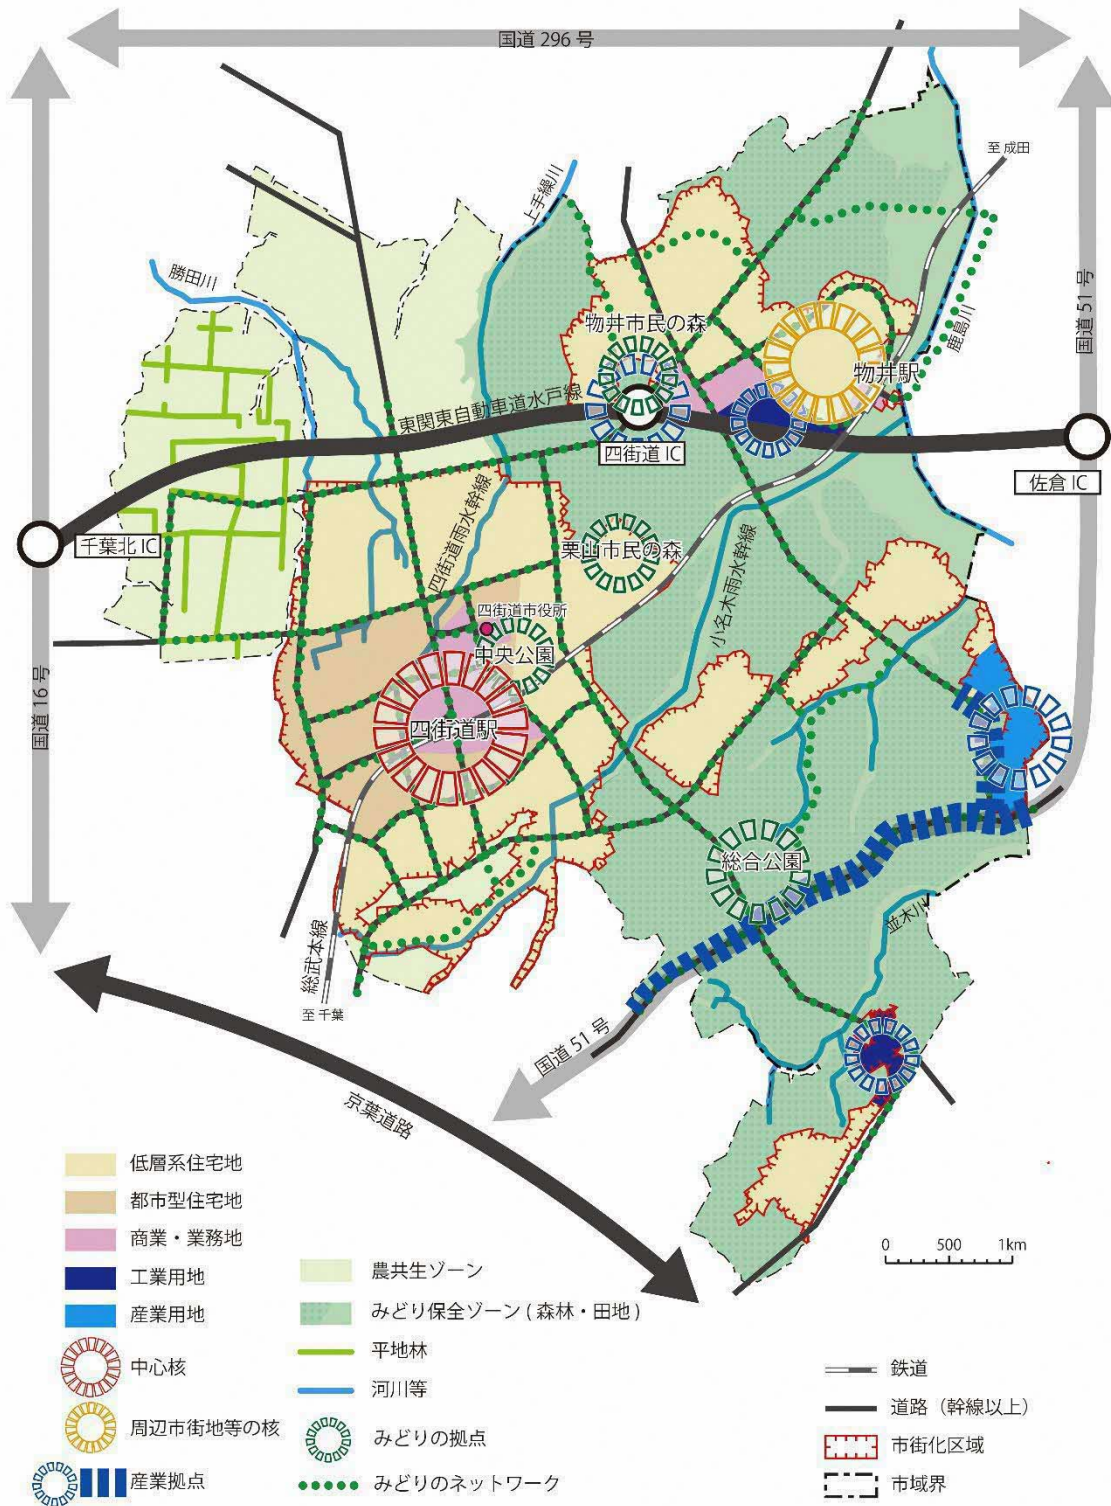 国道 296 号
至 成田
上手繰川
勝田川
国道 51 号
鹿島川
物井市民の森
物井駅
東関東自動車道水戸線
四街道 IC
佐倉 IC
千葉北 IC
四街道雨水幹線
栗山市民の森
小名木雨水幹線
四街道市役所
中央公園
国道 16 号
四街道駅
総合公園
並木川
総武本線
至 千葉
国道 51 号
京葉道路
低層系住宅地
都市型住宅地
商業・業務地
工業用地
産業用地
中心核
周辺市街地等の核
産業拠点
農共生ゾーン
みどり保全ゾーン ( 森林・田地 )
平地林
河川等
みどりの拠点
みどりのネットワーク
0 500 1km
鉄道
道路（幹線以上）
市街化区域
市域界